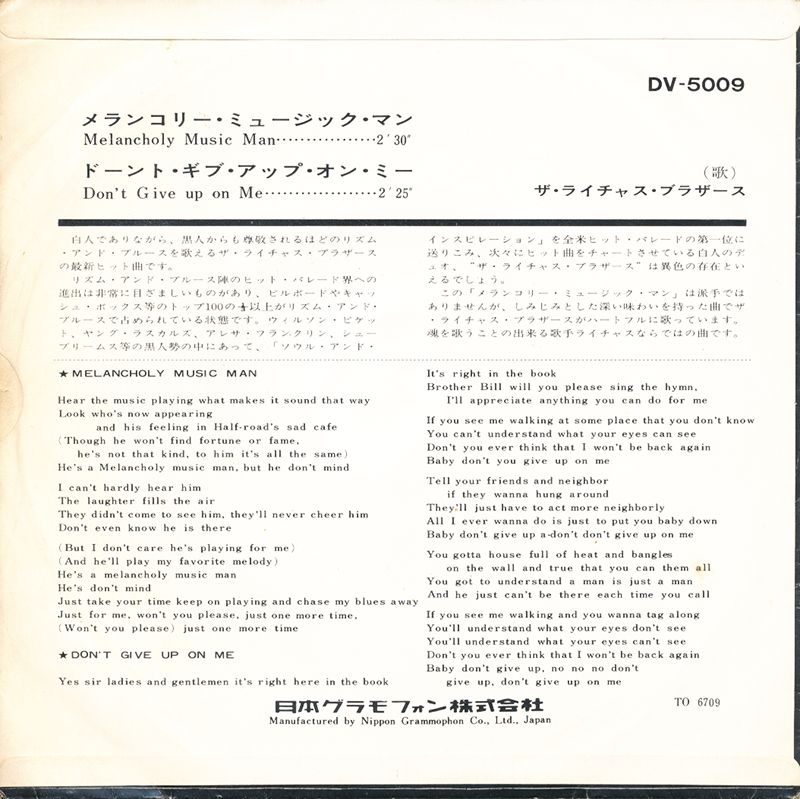 DV-5009
メランコリー・ミュージック・マン
Melancholy Music Man················2′30″
ドーント・ギブ・アップ・オン・ミー
Don't Give up on Me··················2′25″
(歌)
ザ・ライチャス・ブラザース
白人でありながら、黒人からも尊敬されるほどのリズム
・アンド・ブルースを歌えるザ・ライチャス・ブラザース
の最新ヒット曲です。
リズム・アンド・ブルース陣のヒット・パレード界への
進出は非常に目ざましいものがあり、ビルボードやキャッ
シュ・ボックス等のトップ100の½以上がリズム・アンド・
ブルースで占められている状態です。ウィルソン・ピケッ
ト、ヤング・ラスカルズ、アレサ・フランクリン、シュー
プリームス等の黒人勢の中にあって、「ソウル・アンド・
インスピレーション」を全米ヒット・パレードの第一位に
送りこみ、次々にヒット曲をチャートさせている白人のデ
ュオ、“ザ・ライチャス・ブラザース”は異色の存在とい
えるでしょう。
この「メランコリー・ミュージック・マン」は派手では
ありませんが、しみじみとした深い味わいを持った曲でザ
・ライチャス・ブラザースがハートフルに歌っています。
魂を歌うことの出来る歌手ライチャスならではの曲です。
★MELANCHOLY MUSIC MAN
Hear the music playing what makes it sound that way
Look who's now appearing
and his feeling in Half-road's sad cafe
(Though he won't find fortune or fame,
he's not that kind, to him it's all the same)
He's a Melancholy music man, but he don't mind
I can't hardly hear him
The laughter fills the air
They didn't come to see him, they'll never cheer him
Don't even know he is there
(But I don't care he's playing for me)
(And he'll play my favorite melody)
He's a melancholy music man
He's don't mind
Just take your time keep on playing and chase my blues away
Just for me, won't you please, just one more time,
(Won't you please) just one more time
★DON'T GIVE UP ON ME
Yes sir ladies and gentlemen it's right here in the book
It's right in the book
Brother Bill will you please sing the hymn,
I'll appreciate anything you can do for me
If you see me walking at some place that you don't know
You can't understand what your eyes can see
Don't you ever think that I won't be back again
Baby don't you give up on me
Tell your friends and neighbor
if they wanna hung around
They'll just have to act more neighborly
All I ever wanna do is just to put you baby down
Baby don't give up a-don't don't give up on me
You gotta house full of heat and bangles
on the wall and true that you can them all
You got to understand a man is just a man
And he just can't be there each time you call
If you see me walking and you wanna tag along
You'll understand what your eyes don't see
You'll understand what your eyes can't see
Don't you ever think that I won't be back again
Baby don't give up, no no no don't
give up, don't give up on me
日本グラモフォン株式会社
Manufactured by Nippon Grammophon Co., Ltd., Japan
TO 6709